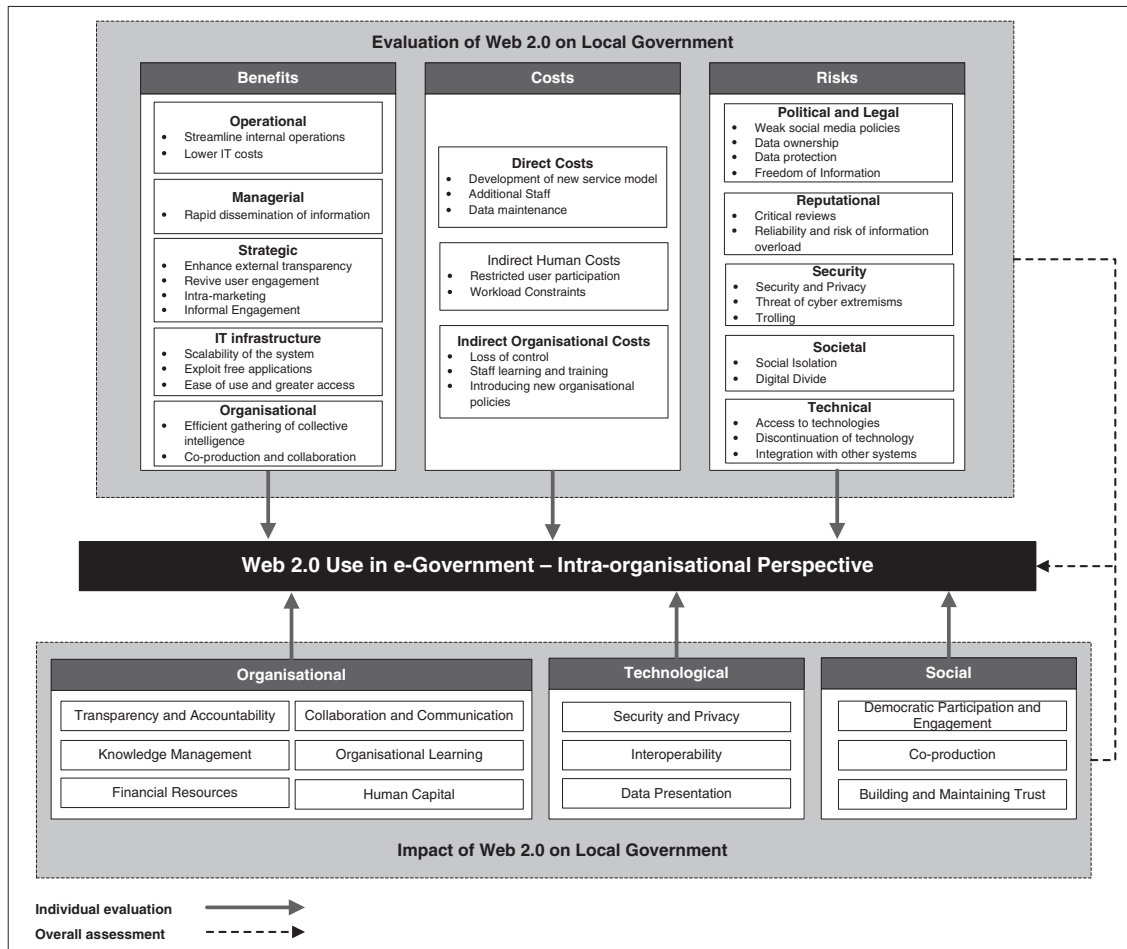 Evaluation of Web 2.0 on Local Government
Benefits
Operational
• Streamline internal operations
• Lower IT costs
Managerial
• Rapid dissemination of information
Strategic
• Enhance external transparency
• Revive user engagement
• Intra-marketing
• Informal Engagement
IT infrastructure
• Scalability of the system
• Exploit free applications
• Ease of use and greater access
Organisational
• Efficient gathering of collective
intelligence
• Co-production and collaboration
Costs
Direct Costs
• Development of new service model
• Additional Staff
• Data maintenance
Indirect Human Costs
• Restricted user participation
• Workload Constraints
Indirect Organisational Costs
• Loss of control
• Staff learning and training
• Introducing new organisational
policies
Risks
Political and Legal
• Weak social media policies
• Data ownership
• Data protection
• Freedom of Information
Reputational
• Critical reviews
• Reliability and risk of information
overload
Security
• Security and Privacy
• Threat of cyber extremisms
• Trolling
Societal
• Social Isolation
• Digital Divide
Technical
• Access to technologies
• Discontinuation of technology
• Integration with other systems
Web 2.0 Use in e-Government – Intra-organisational Perspective
Organisational
Transparency and Accountability
Collaboration and Communication
Knowledge Management
Organisational Learning
Financial Resources
Human Capital
Technological
Security and Privacy
Interoperability
Data Presentation
Social
Democratic Participation and
Engagement
Co-production
Building and Maintaining Trust
Impact of Web 2.0 on Local Government
Individual evaluation
Overall assessment